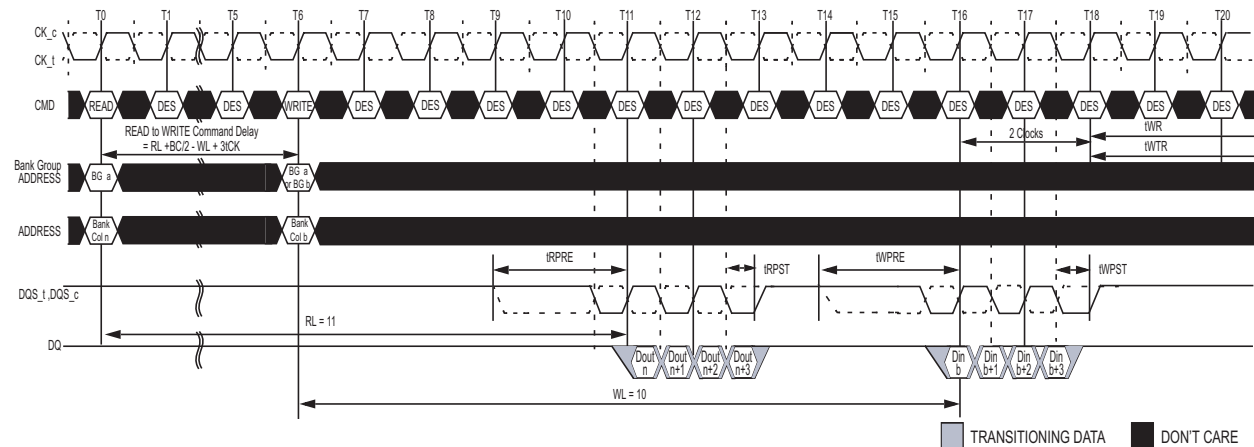 T0 T1 T5 T6 T7 T8 T9 T10 T11 T12 T13 T14 T15 T16 T17 T18 T19 T20
CK_c
CK_t
CMD READ DES DES WRITE DES DES DES DES DES DES DES DES DES DES DES DES DES DES
READ to WRITE Command Delay
= RL +BC/2 - WL + 3tCK
2 Clocks
tWR
tWTR
Bank Group
ADDRESS
BG a
BG a
or BG b
ADDRESS
Bank
Col n
Bank
Col b
tRPRE
tRPST
tWPRE
tWPST
DQS_t ,DQS_c
RL = 11
DQ
Dout
n
Dout
n+1
Dout
n+2
Dout
n+3
Din
b
Din
b+1
Din
b+2
Din
b+3
WL = 10
TRANSITIONING DATA
DON'T CARE